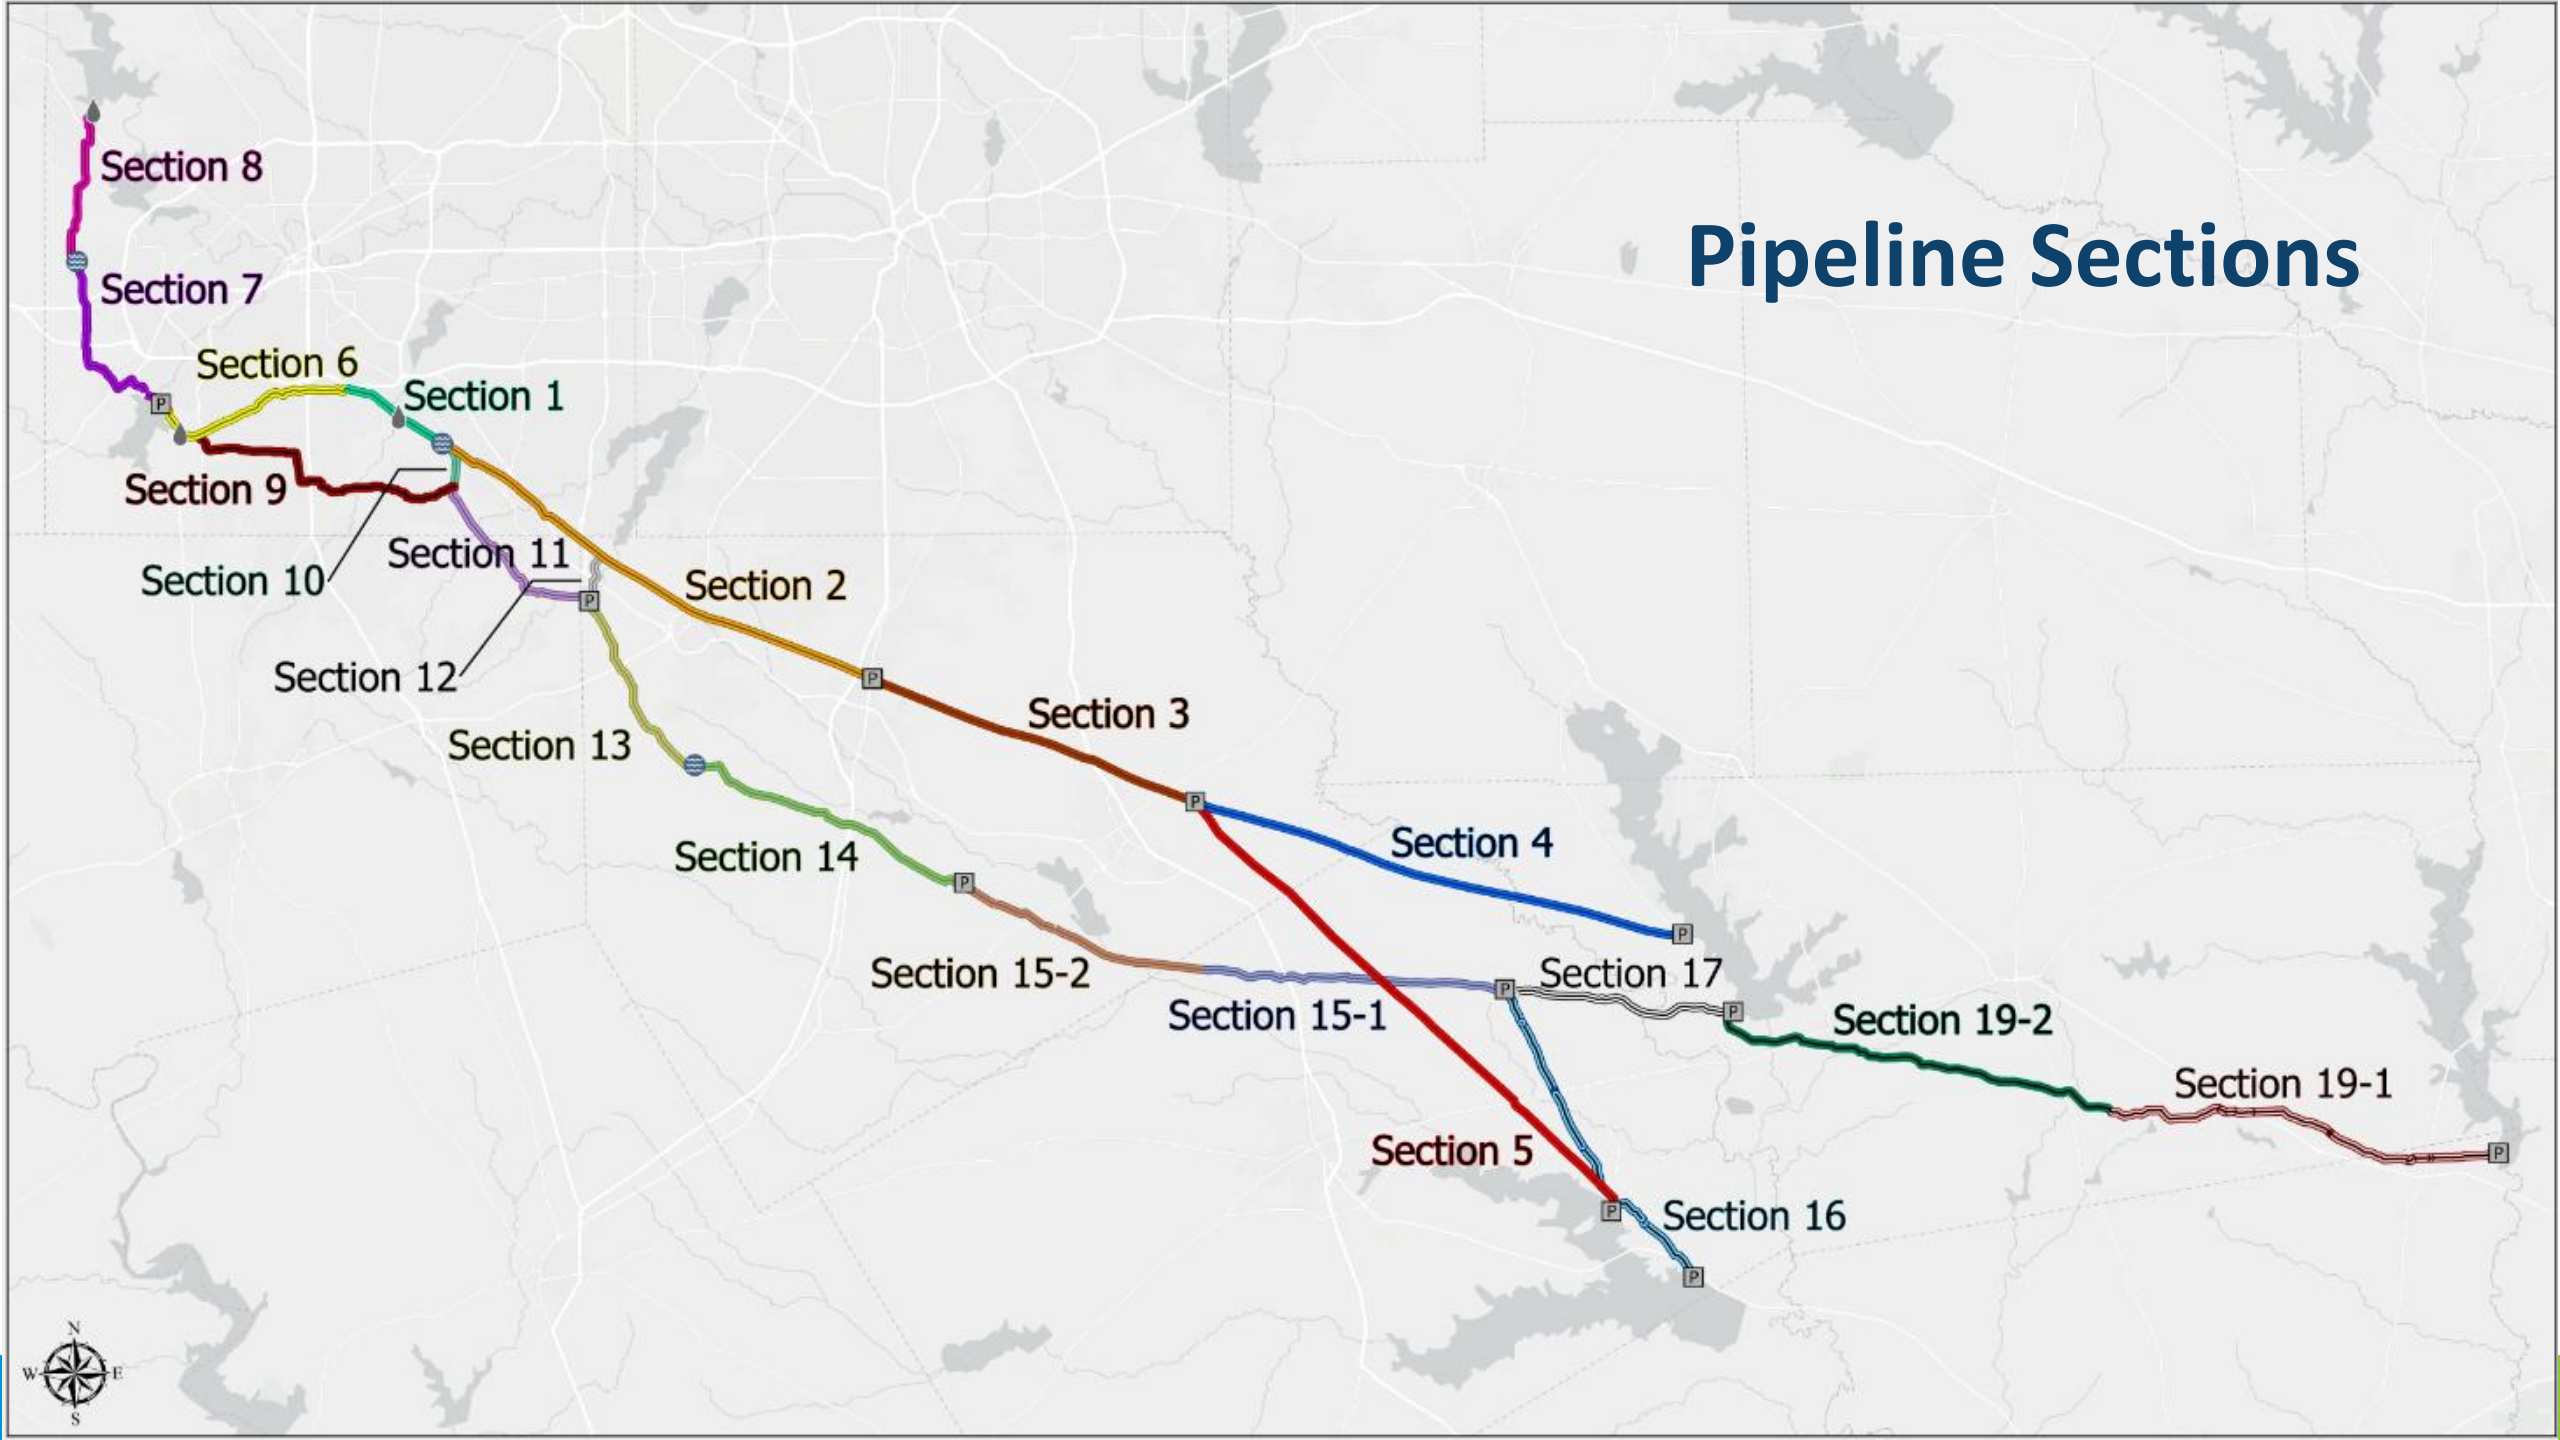 Pipeline Sections
Section 8
Section 7
Section 6
Section 1
Section 9
Section 10
Section 11
Section 12
Section 2
Section 13
Section 3
Section 14
Section 4
Section 15-2
Section 15-1
Section 17
Section 19-2
Section 19-1
Section 5
Section 16
P
P
P
P
P
P
P
P
P
P
P
N
W
E
S